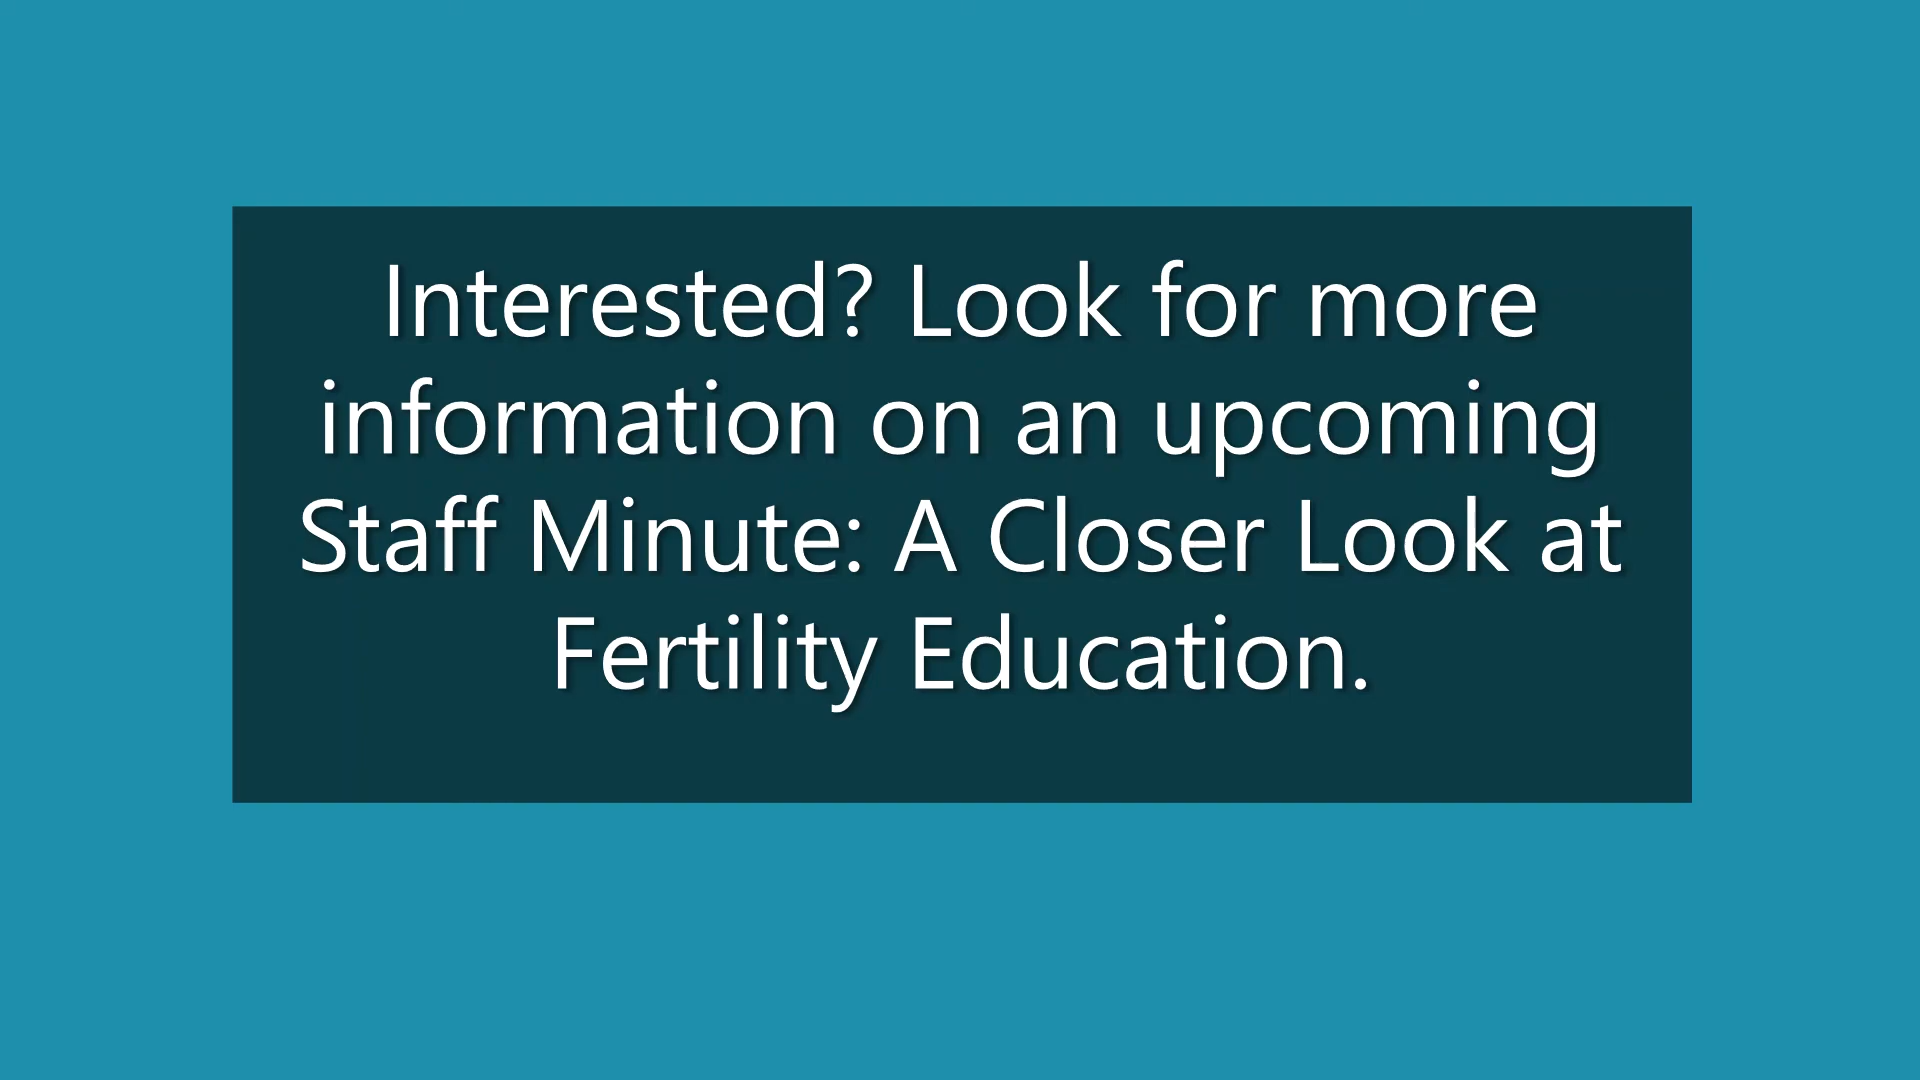 Interested? Look for more
information on an upcoming
Staff Minute: A Closer Look at
Fertility Education.